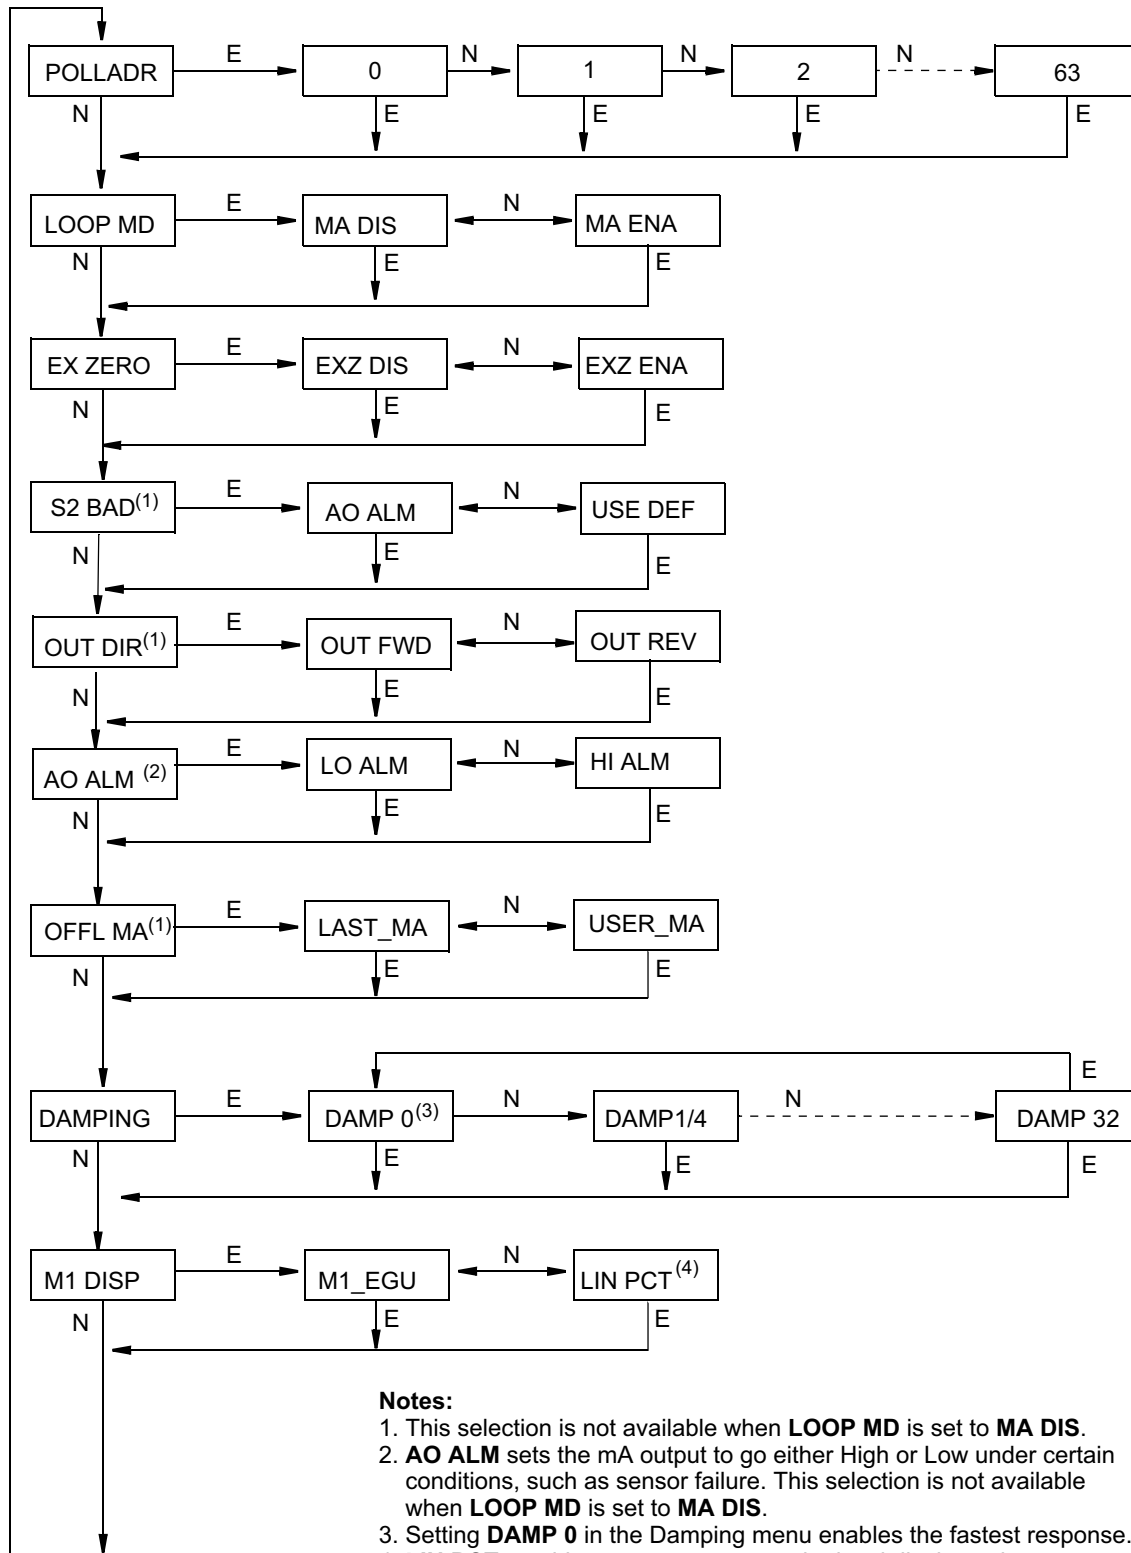 POLLADR E 0 N 1 N 2 N 63
N E E E E
LOOP MD E MA DIS N MA ENA
N E E
EX ZERO E EXZ DIS N EXZ ENA
N E E
S2 BAD(1) E AO ALM N USE DEF
N E E
OUT DIR(1) E OUT FWD N OUT REV
N E E
AO ALM (2) E LO ALM N HI ALM
N E E
OFFL MA(1) E LAST_MA N USER_MA
N E E
E
DAMPING E DAMP 0(3) N DAMP1/4 N DAMP 32
N E E E
M1 DISP E M1_EGU N LIN PCT(4)
N E E
Notes:
1. This selection is not available when LOOP MD is set to MA DIS.
2. AO ALM sets the mA output to go either High or Low under certain
conditions, such as sensor failure. This selection is not available
when LOOP MD is set to MA DIS.
3. Setting DAMP 0 in the Damping menu enables the fastest response.